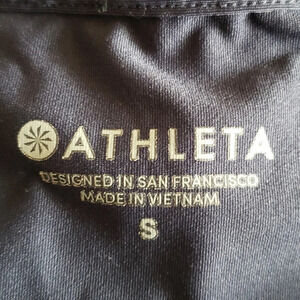 ATHLETA
DESIGNED IN SAN FRANCISCO
MADE IN VIETNAM
S